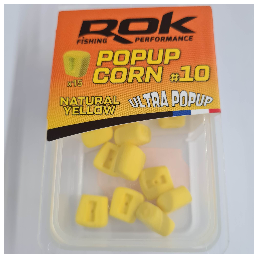 ROK
FISHING PERFORMANCE
POPUP
CORN #10
NATURAL
YELLOW
ULTRA POPUP